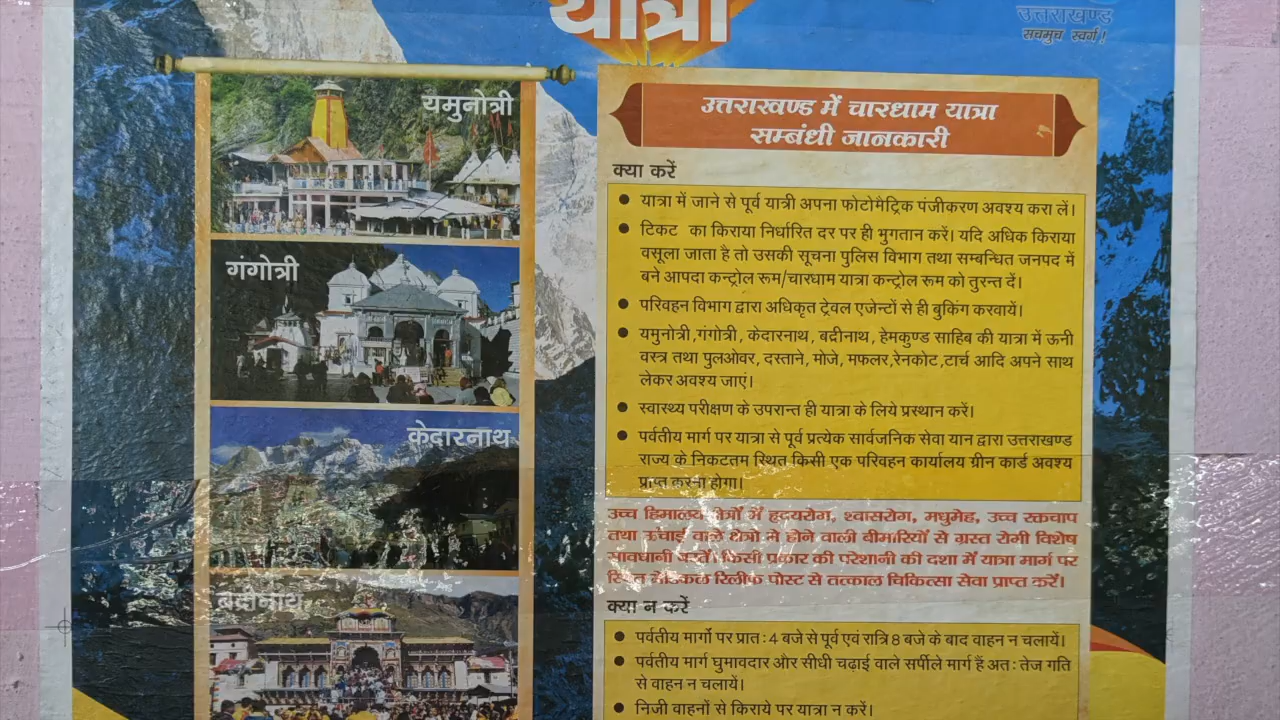 यात्रा
उत्तराखण्ड
सचमुच स्वर्ग!
यमुनोत्री
गंगोत्री
केदारनाथ
बद्रीनाथ
उत्तराखण्ड में चारधाम यात्रा
सम्बंधी जानकारी
क्या करें
● यात्रा में जाने से पूर्व यात्री अपना फोटोमैट्रिक पंजीकरण अवश्य करा लें।
● टिकट का किराया निर्धारित दर पर ही भुगतान करें। यदि अधिक किराया
वसूला जाता है तो उसकी सूचना पुलिस विभाग तथा सम्बन्धित जनपद में
बने आपदा कन्ट्रोल रूम/चारधाम यात्रा कन्ट्रोल रूम को तुरन्त दें।
● परिवहन विभाग द्वारा अधिकृत ट्रेवल एजेन्टों से ही बुकिंग करवायें।
● यमुनोत्री,गंगोत्री, केदारनाथ, बद्रीनाथ, हेमकुण्ड साहिब की यात्रा में ऊनी
वस्त्र तथा पुलओवर, दस्ताने, मोजे, मफलर,रेनकोट,टार्च आदि अपने साथ
लेकर अवश्य जाएं।
● स्वास्थ्य परीक्षण के उपरान्त ही यात्रा के लिये प्रस्थान करें।
● पर्वतीय मार्ग पर यात्रा से पूर्व प्रत्येक सार्वजनिक सेवा यान द्वारा उत्तराखण्ड
राज्य के निकटतम स्थित किसी एक परिवहन कार्यालय ग्रीन कार्ड अवश्य
प्राप्त करना होगा।
उच्च हिमालय क्षेत्रों में हृदयरोग, श्वासरोग, मधुमेह, उच्च रक्तचाप
तथा ऊंचाई वाले क्षेत्रों मे होने वाली बीमारियों से ग्रस्त रोगी विशेष
सावधानी बरतें। किसी प्रकार की परेशानी की दशा में यात्रा मार्ग पर
स्थित मेडिकल रिलीफ पोस्ट से तत्काल चिकित्सा सेवा प्राप्त करें।
क्या न करें
● पर्वतीय मार्गो पर प्रात:4 बजे से पूर्व एवं रात्रि 8 बजे के बाद वाहन न चलायें।
● पर्वतीय मार्ग घुमावदार और सीधी चढ़ाई वाले सर्पीले मार्ग हैं अत: तेज गति
से वाहन न चलायें।
● निजी वाहनों से किराये पर यात्रा न करें।